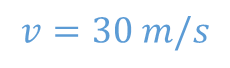 v = 30 m/s